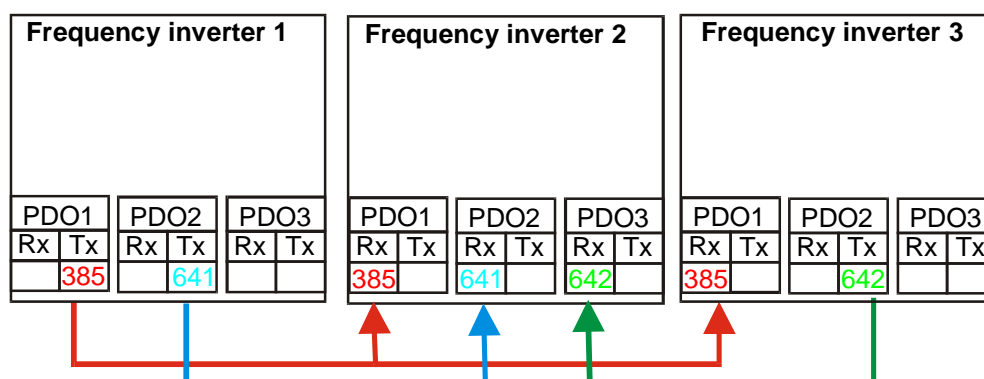 Frequency inverter 1
PDO1 PDO2 PDO3
Rx Tx Rx Tx Rx Tx
385 641
Frequency inverter 2
PDO1 PDO2 PDO3
Rx Tx Rx Tx Rx Tx
385 641 642
Frequency inverter 3
PDO1 PDO2 PDO3
Rx Tx Rx Tx Rx Tx
385 642